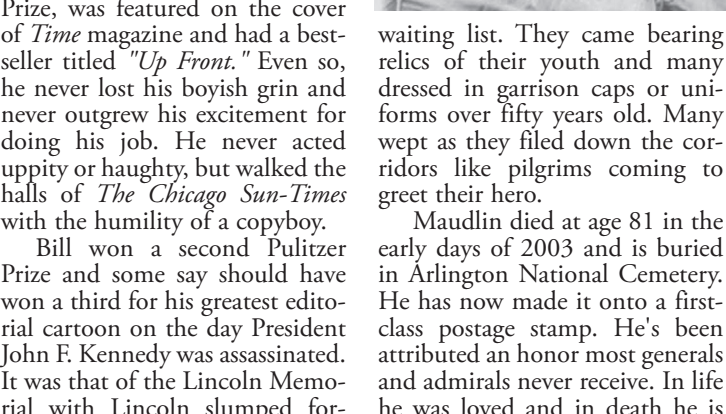 Prize, was featured on the cover
of Time magazine and had a best-
seller titled "Up Front." Even so,
he never lost his boyish grin and
never outgrew his excitement for
doing his job. He never acted
uppity or haughty, but walked the
halls of The Chicago Sun-Times
with the humility of a copyboy.
Bill won a second Pulitzer
Prize and some say should have
won a third for his greatest edito-
rial cartoon on the day President
John F. Kennedy was assassinated.
It was that of the Lincoln Memo-
rial with Lincoln slumped for-
waiting list. They came bearing
relics of their youth and many
dressed in garrison caps or uni-
forms over fifty years old. Many
wept as they filed down the cor-
ridors like pilgrims coming to
greet their hero.
Maudlin died at age 81 in the
early days of 2003 and is buried
in Arlington National Cemetery.
He has now made it onto a first-
class postage stamp. He's been
attributed an honor most generals
and admirals never receive. In life
he was loved and in death he is